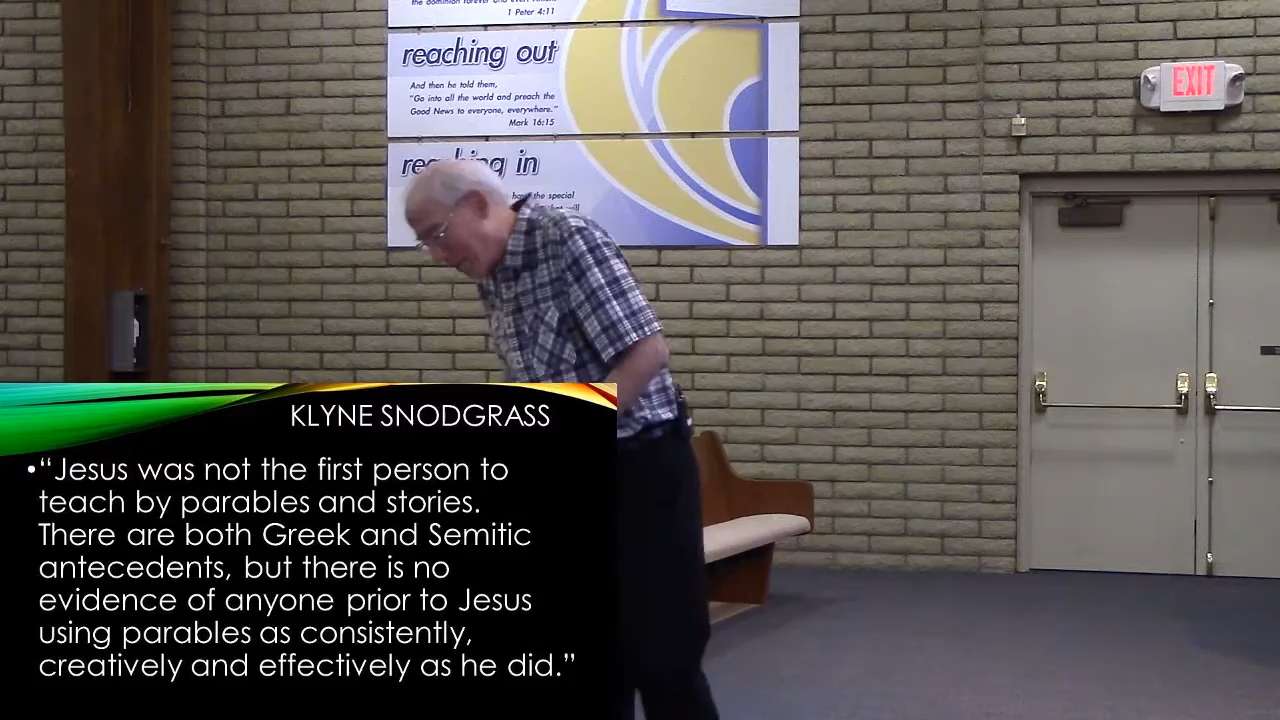 the dominion forever and ever.
1 Peter 4:11
reaching out
And then he told them,
"Go into all the world and preach the
Good News to everyone, everywhere."
Mark 16:15
reaching in
have the special
that will
EXIT
KLYNE SNODGRASS
•“Jesus was not the first person to
teach by parables and stories.
There are both Greek and Semitic
antecedents, but there is no
evidence of anyone prior to Jesus
using parables as consistently,
creatively and effectively as he did.”